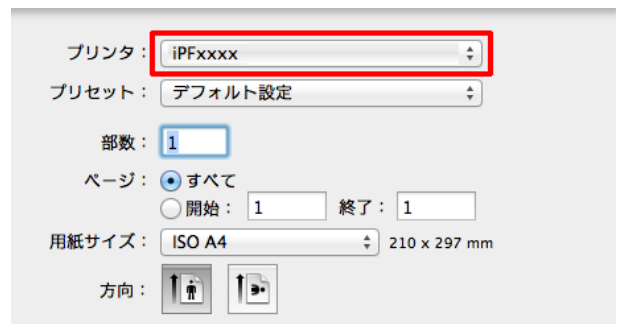 プリンタ： iPFxxxx
プリセット： デフォルト設定
部数： 1
ページ： すべて
開始： 1 終了： 1
用紙サイズ： ISO A4 210 x 297 mm
方向：